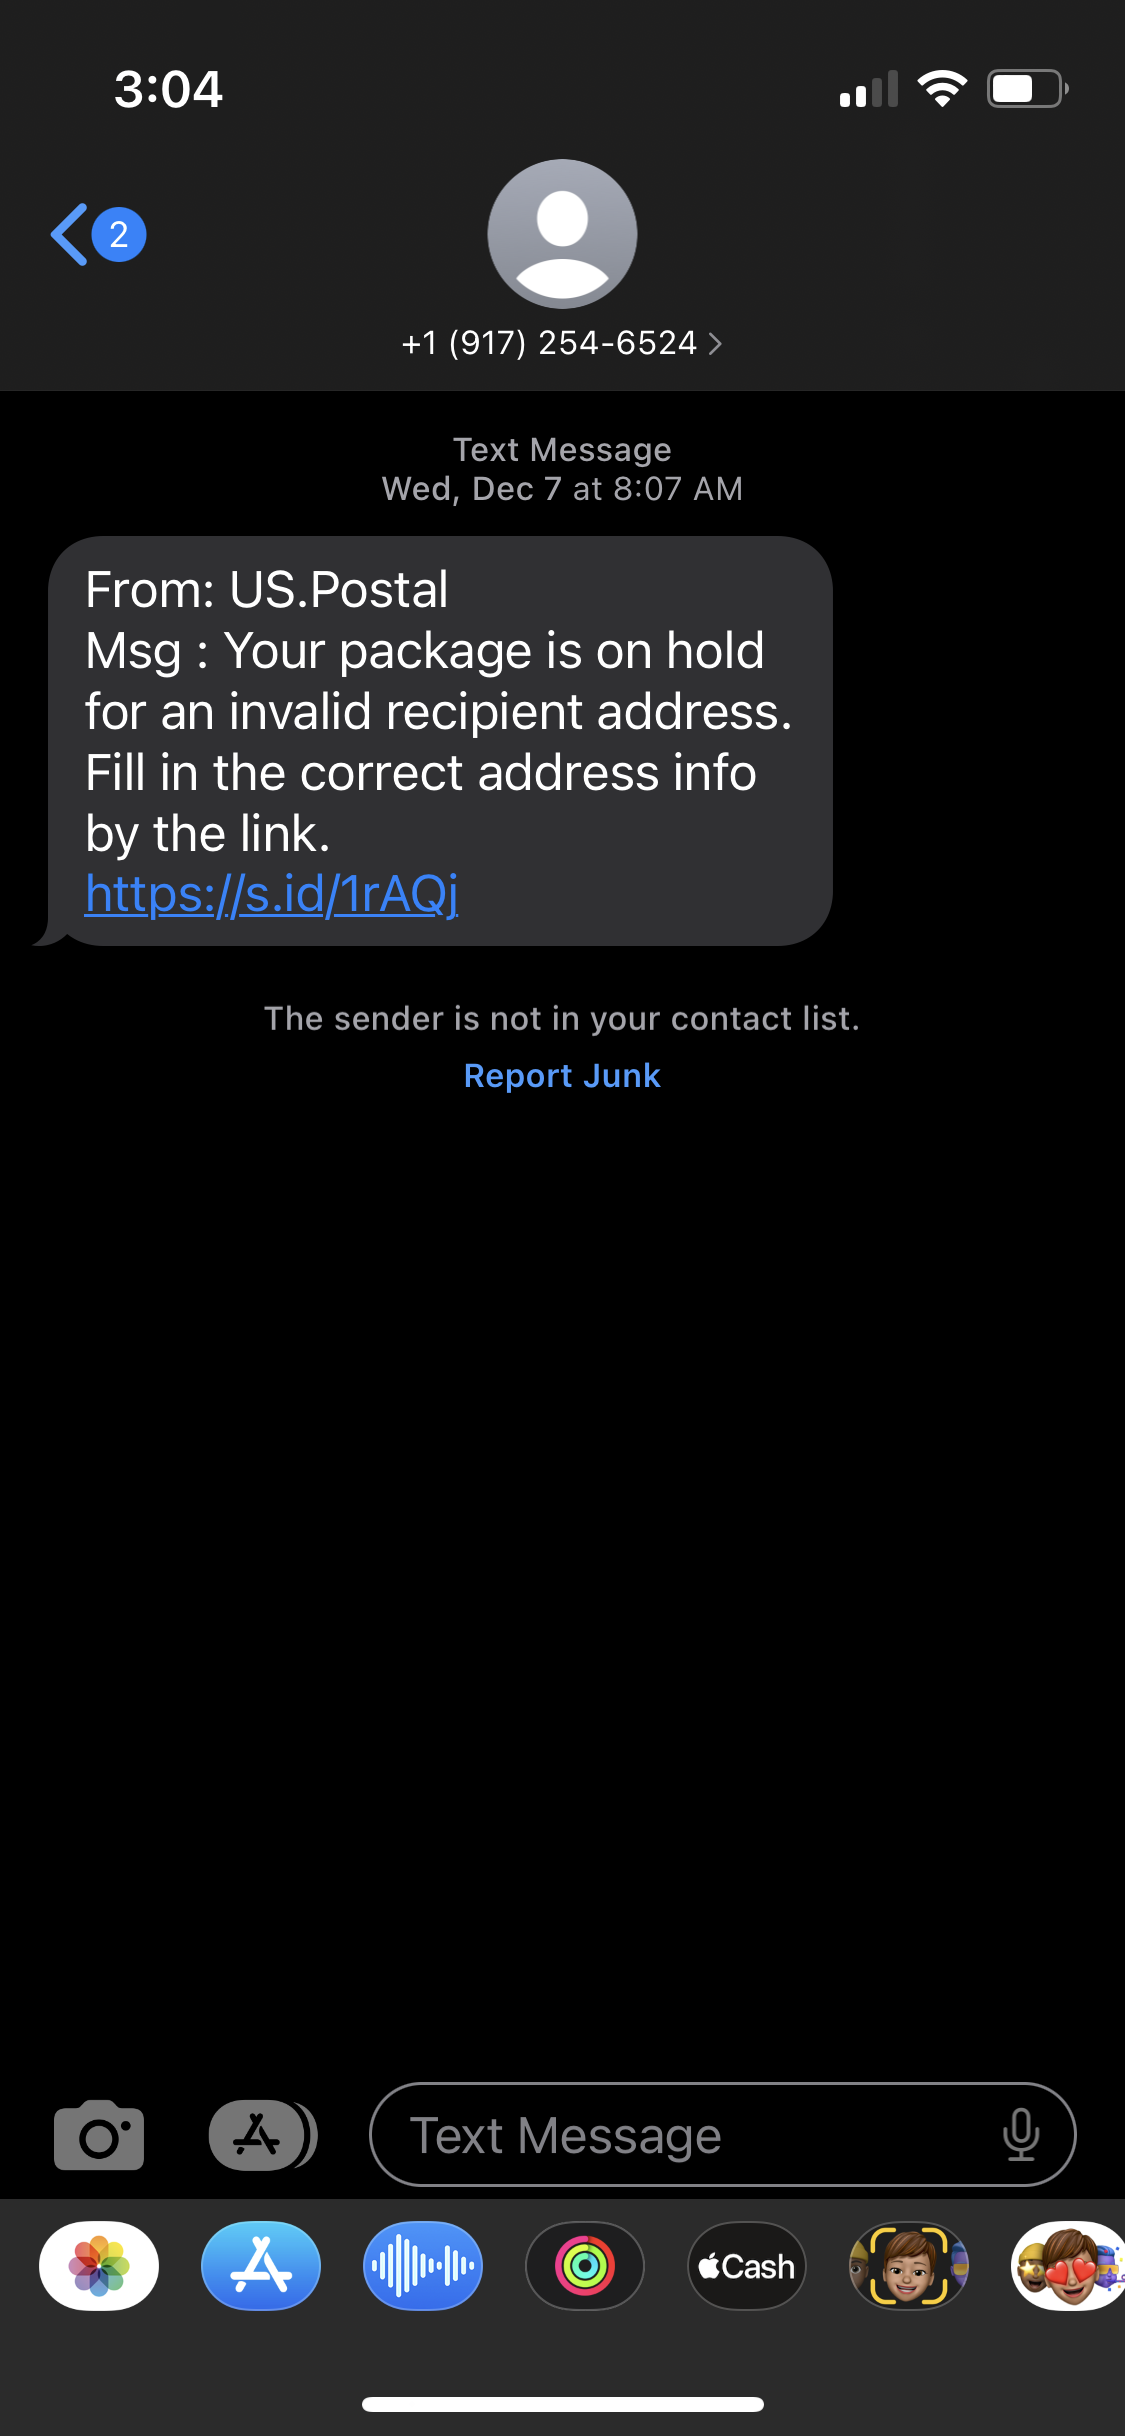 3:04
2
+1 (917) 254-6524
Text Message
Wed, Dec 7 at 8:07 AM
From: US.Postal
Msg : Your package is on hold
for an invalid recipient address.
Fill in the correct address info
by the link.
https://s.id/1rAQj
The sender is not in your contact list.
Report Junk
Text Message
Cash